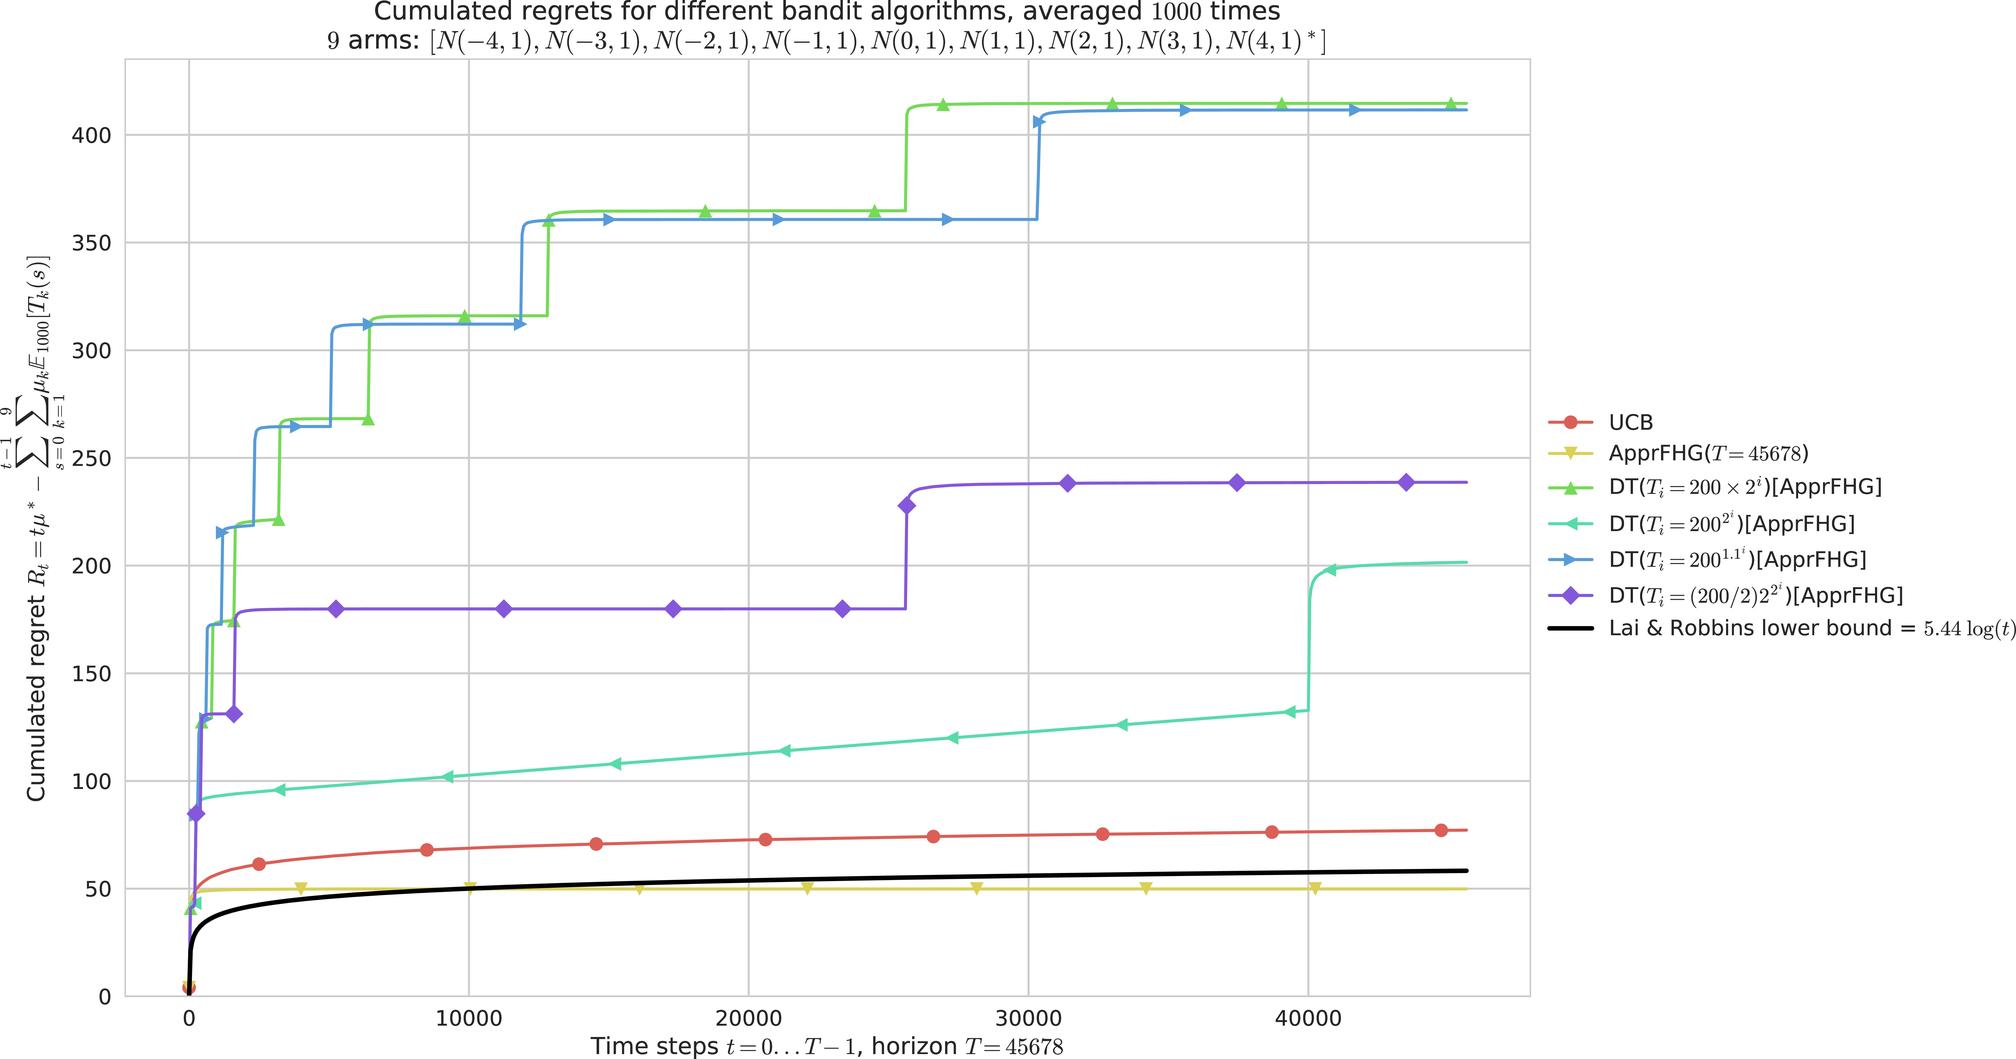 Cumulated regrets for different bandit algorithms, averaged 1000 times
9 arms: [N(−4, 1), N(−3, 1), N(−2, 1), N(−1, 1), N(0, 1), N(1, 1), N(2, 1), N(3, 1), N(4, 1)*]
Cumulated regret R_t = tμ* − ∑_{s=0}^{t−1} ∑_{k=1}^{9} μ_k 𝔼_{1000}[T_k(s)]
400
350
300
250
200
150
100
50
0
0 10000 20000 30000 40000
Time steps t = 0...T − 1, horizon T = 45678
UCB
ApprFHG(T = 45678)
DT(T_i = 200 × 2^i)[ApprFHG]
DT(T_i = 200^{2^i})[ApprFHG]
DT(T_i = 200^{1.1^i})[ApprFHG]
DT(T_i = (200/2)2^{2^i})[ApprFHG]
Lai & Robbins lower bound = 5.44 log(t)